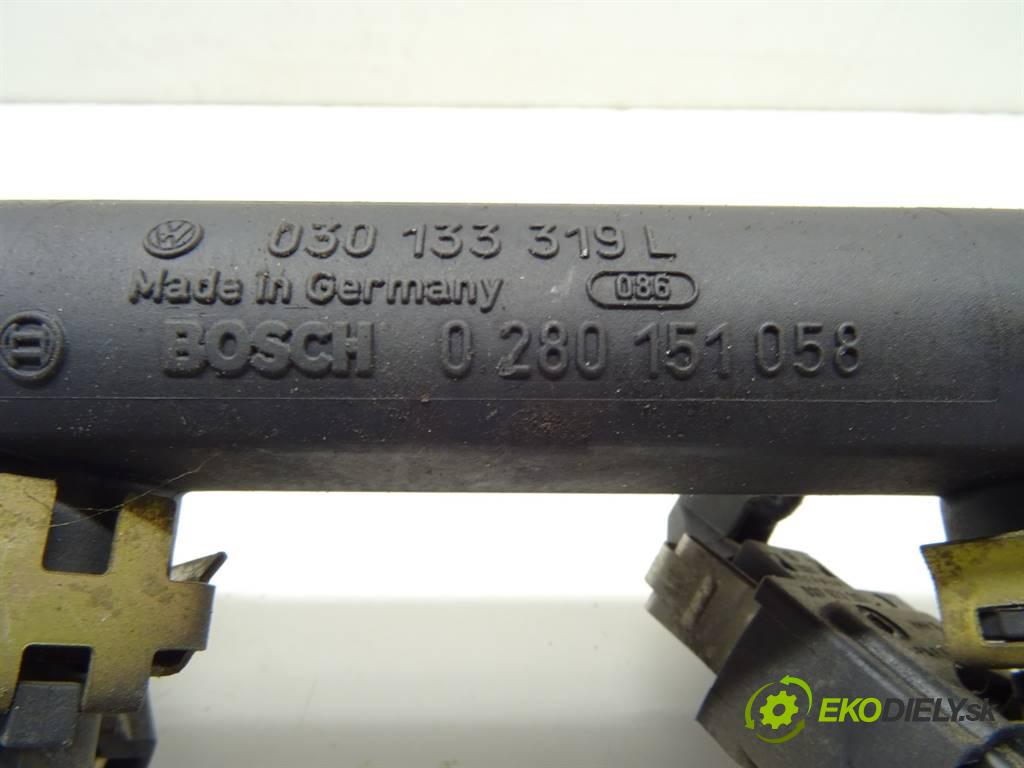 030 133 319 L
Made in Germany 086
BOSCH 0 280 151 058
EKODIELY.sk